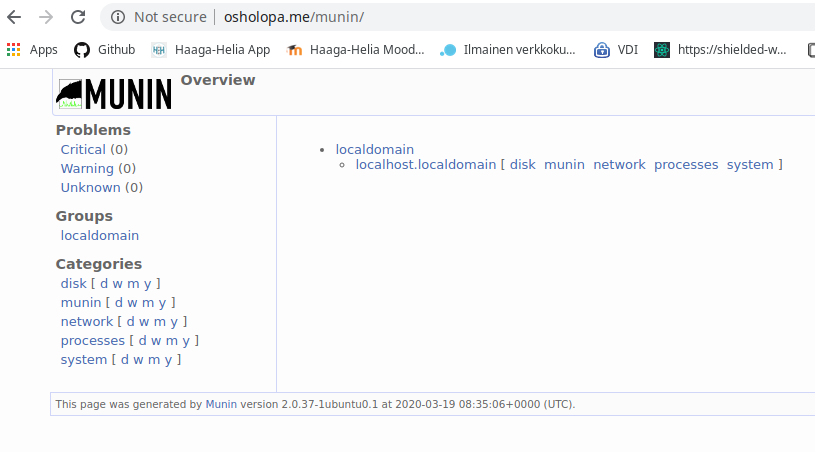 Not secure | osholopa.me/munin/
Apps Github Haaga-Helia App Haaga-Helia Mood... Ilmainen verkkoku... VDI https://shielded-w...
MUNIN Overview
Problems
Critical (0)
Warning (0)
Unknown (0)
Groups
localdomain
Categories
disk [ d w m y ]
munin [ d w m y ]
network [ d w m y ]
processes [ d w m y ]
system [ d w m y ]
localdomain
localhost.localdomain [ disk munin network processes system ]
This page was generated by Munin version 2.0.37-1ubuntu0.1 at 2020-03-19 08:35:06+0000 (UTC).